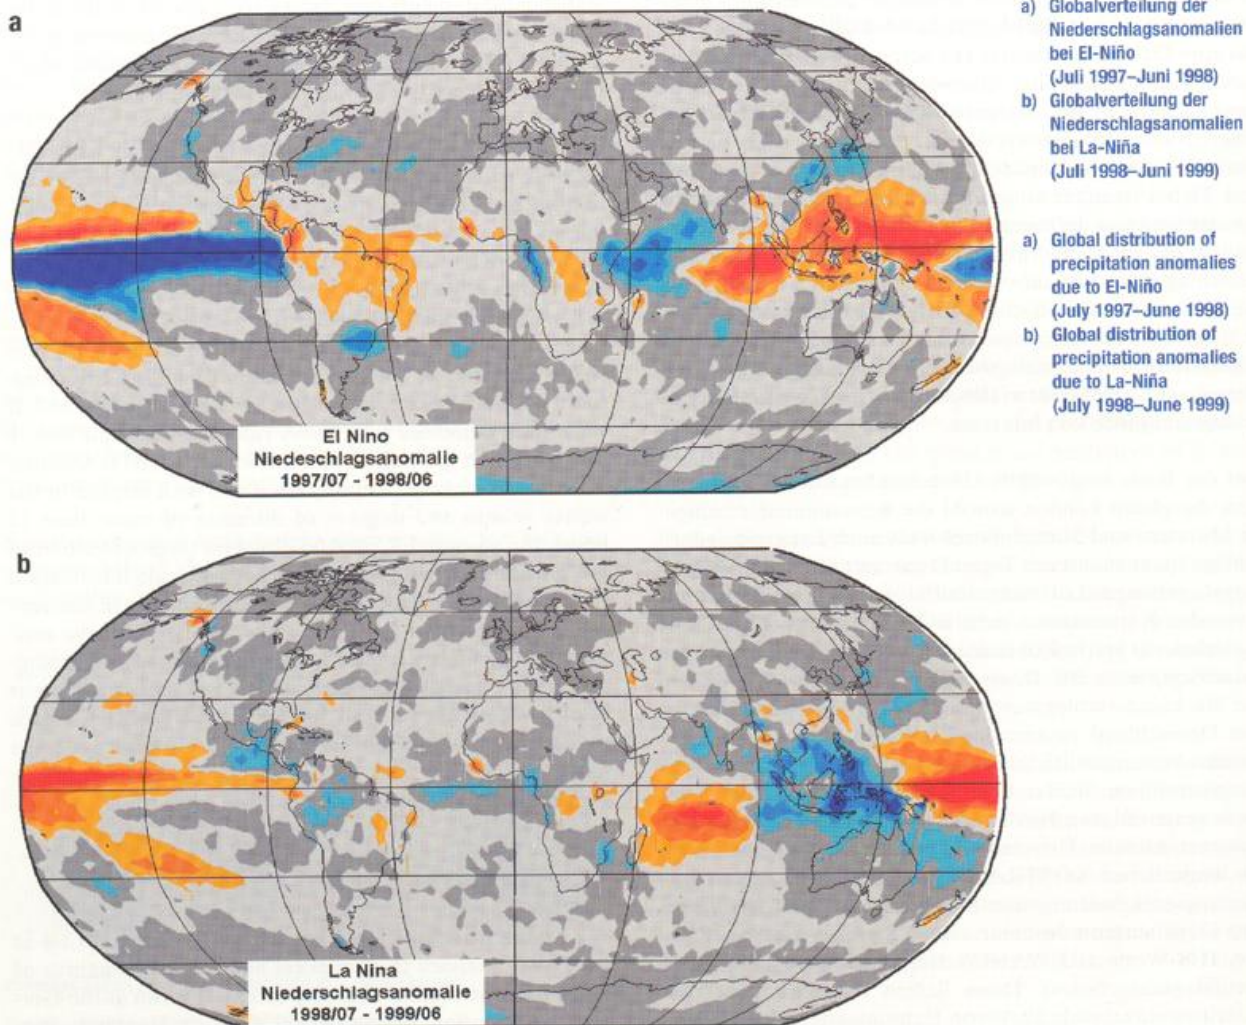 a
a) Globalverteilung der
Niederschlagsanomalien
bei El-Niño
(Juli 1997–Juni 1998)
b) Globalverteilung der
Niederschlagsanomalien
bei La-Niña
(Juli 1998–Juni 1999)
a) Global distribution of
precipitation anomalies
due to El-Niño
(July 1997–June 1998)
b) Global distribution of
precipitation anomalies
due to La-Niña
(July 1998–June 1999)
El Nino
Niedeschlagsanomalie
1997/07 - 1998/06
b
La Nina
Niederschlagsanomalie
1998/07 - 1999/06